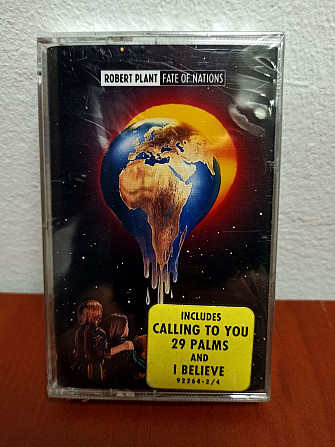 ROBERT PLANT FATE OF NATIONS
INCLUDES
CALLING TO YOU
29 PALMS
AND
I BELIEVE
92264-2/4